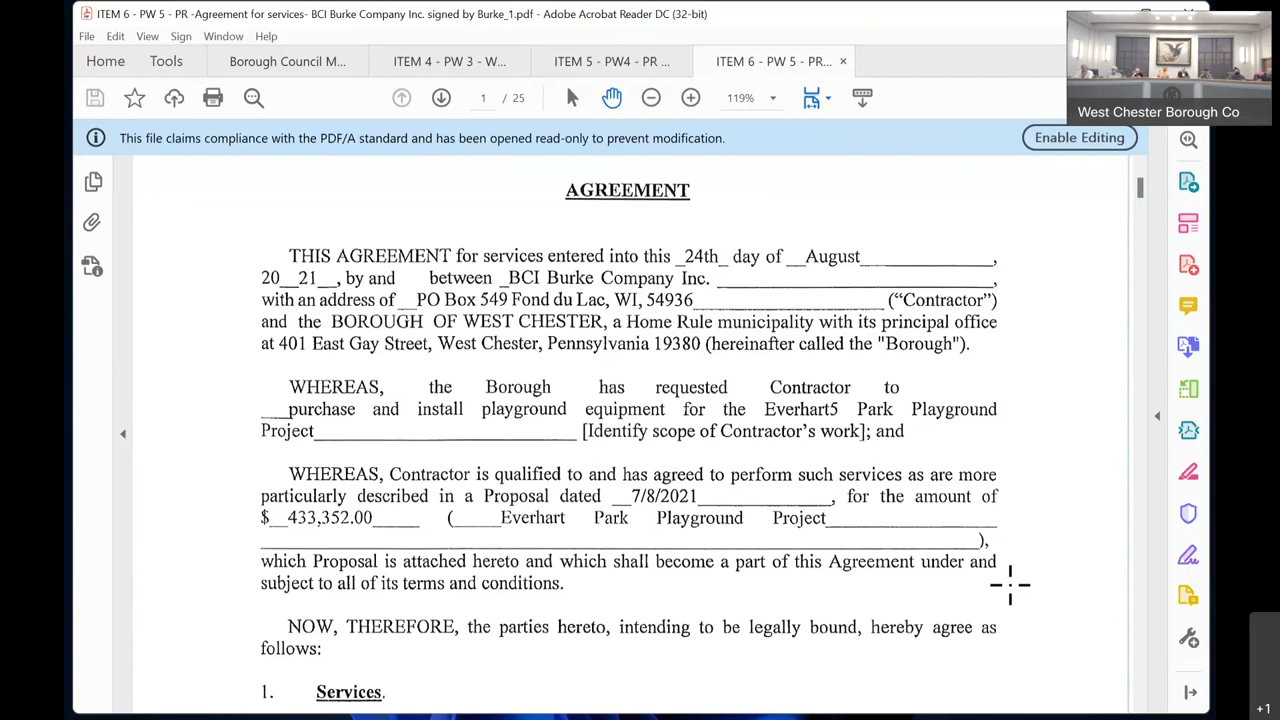 ITEM 6 - PW 5 - PR -Agreement for services- BCI Burke Company Inc. signed by Burke_1.pdf - Adobe Acrobat Reader DC (32-bit)
File Edit View Sign Window Help
Home Tools Borough Council M... ITEM 4 - PW 3 - W... ITEM 5 - PW4 - PR ... ITEM 6 - PW 5 - PR... ×
1 / 25 119%
West Chester Borough Co
This file claims compliance with the PDF/A standard and has been opened read-only to prevent modification. Enable Editing
AGREEMENT
THIS AGREEMENT for services entered into this _24th_ day of __August______________,
20__21__, by and between _BCI Burke Company Inc. _____________________________,
with an address of __PO Box 549 Fond du Lac, WI, 54936____________________ (“Contractor”)
and the BOROUGH OF WEST CHESTER, a Home Rule municipality with its principal office
at 401 East Gay Street, West Chester, Pennsylvania 19380 (hereinafter called the "Borough").
WHEREAS, the Borough has requested Contractor to
___purchase and install playground equipment for the Everhart5 Park Playground
Project____________________________ [Identify scope of Contractor’s work]; and
WHEREAS, Contractor is qualified to and has agreed to perform such services as are more
particularly described in a Proposal dated __7/8/2021______________, for the amount of
$__433,352.00_____ (____Everhart Park Playground Project__________________
____________________________________________________________________________),
which Proposal is attached hereto and which shall become a part of this Agreement under and
subject to all of its terms and conditions.
NOW, THEREFORE, the parties hereto, intending to be legally bound, hereby agree as
follows:
1. Services.
+1